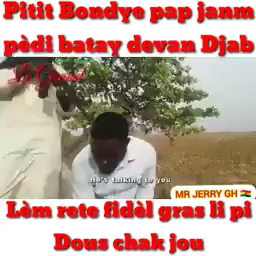 Pitit Bondye pap janm
pèdi batay devan Djab
He's talking to you
MR JERRY GH 🇬🇭
Lèm rete fidèl gras li pi
Dous chak jou